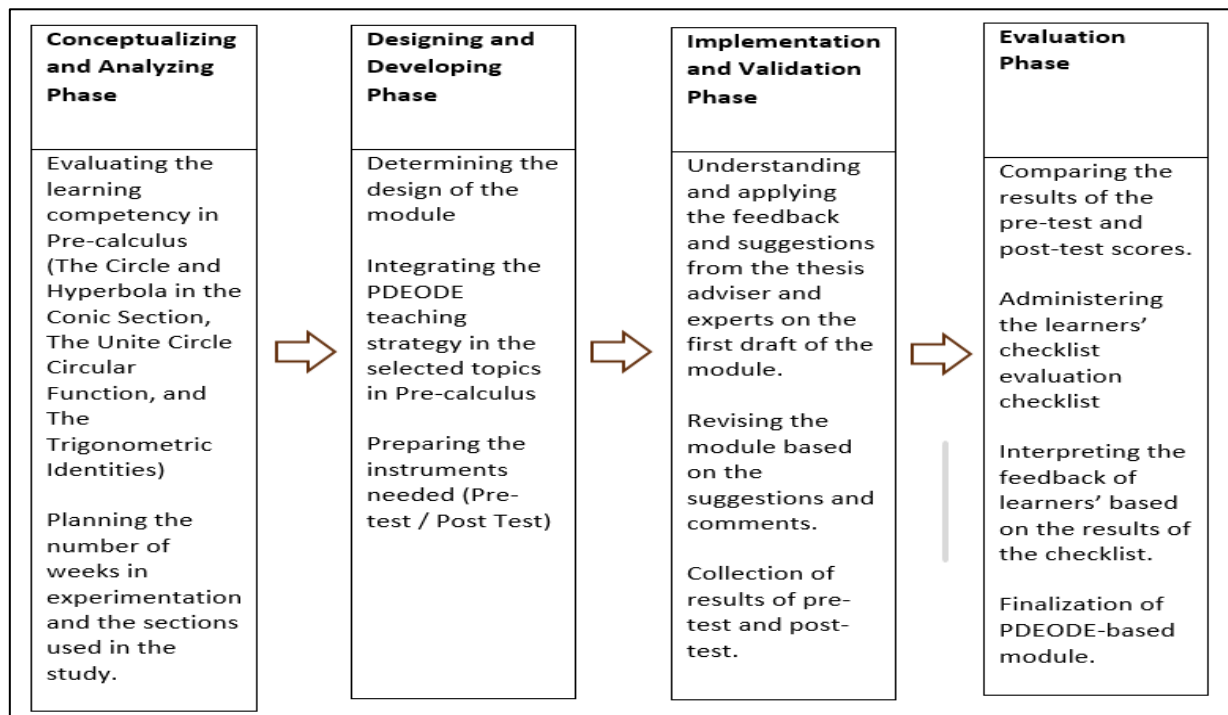 Conceptualizing
and Analyzing
Phase
Evaluating the
learning
competency in
Pre-calculus
(The Circle and
Hyperbola in the
Conic Section,
The Unite Circle
Circular
Function, and
The
Trigonometric
Identities)
Planning the
number of
weeks in
experimentation
and the sections
used in the
study.
Designing and
Developing
Phase
Determining the
design of the
module
Integrating the
PDEODE
teaching
strategy in the
selected topics
in Pre-calculus
Preparing the
instruments
needed (Pre-
test / Post Test)
Implementation
and Validation
Phase
Understanding
and applying
the feedback
and suggestions
from the thesis
adviser and
experts on the
first draft of the
module.
Revising the
module based
on the
suggestions and
comments.
Collection of
results of pre-
test and post-
test.
Evaluation
Phase
Comparing the
results of the
pre-test and
post-test scores.
Administering
the learners’
checklist
evaluation
checklist
Interpreting the
feedback of
learners’ based
on the results of
the checklist.
Finalization of
PDEODE-based
module.